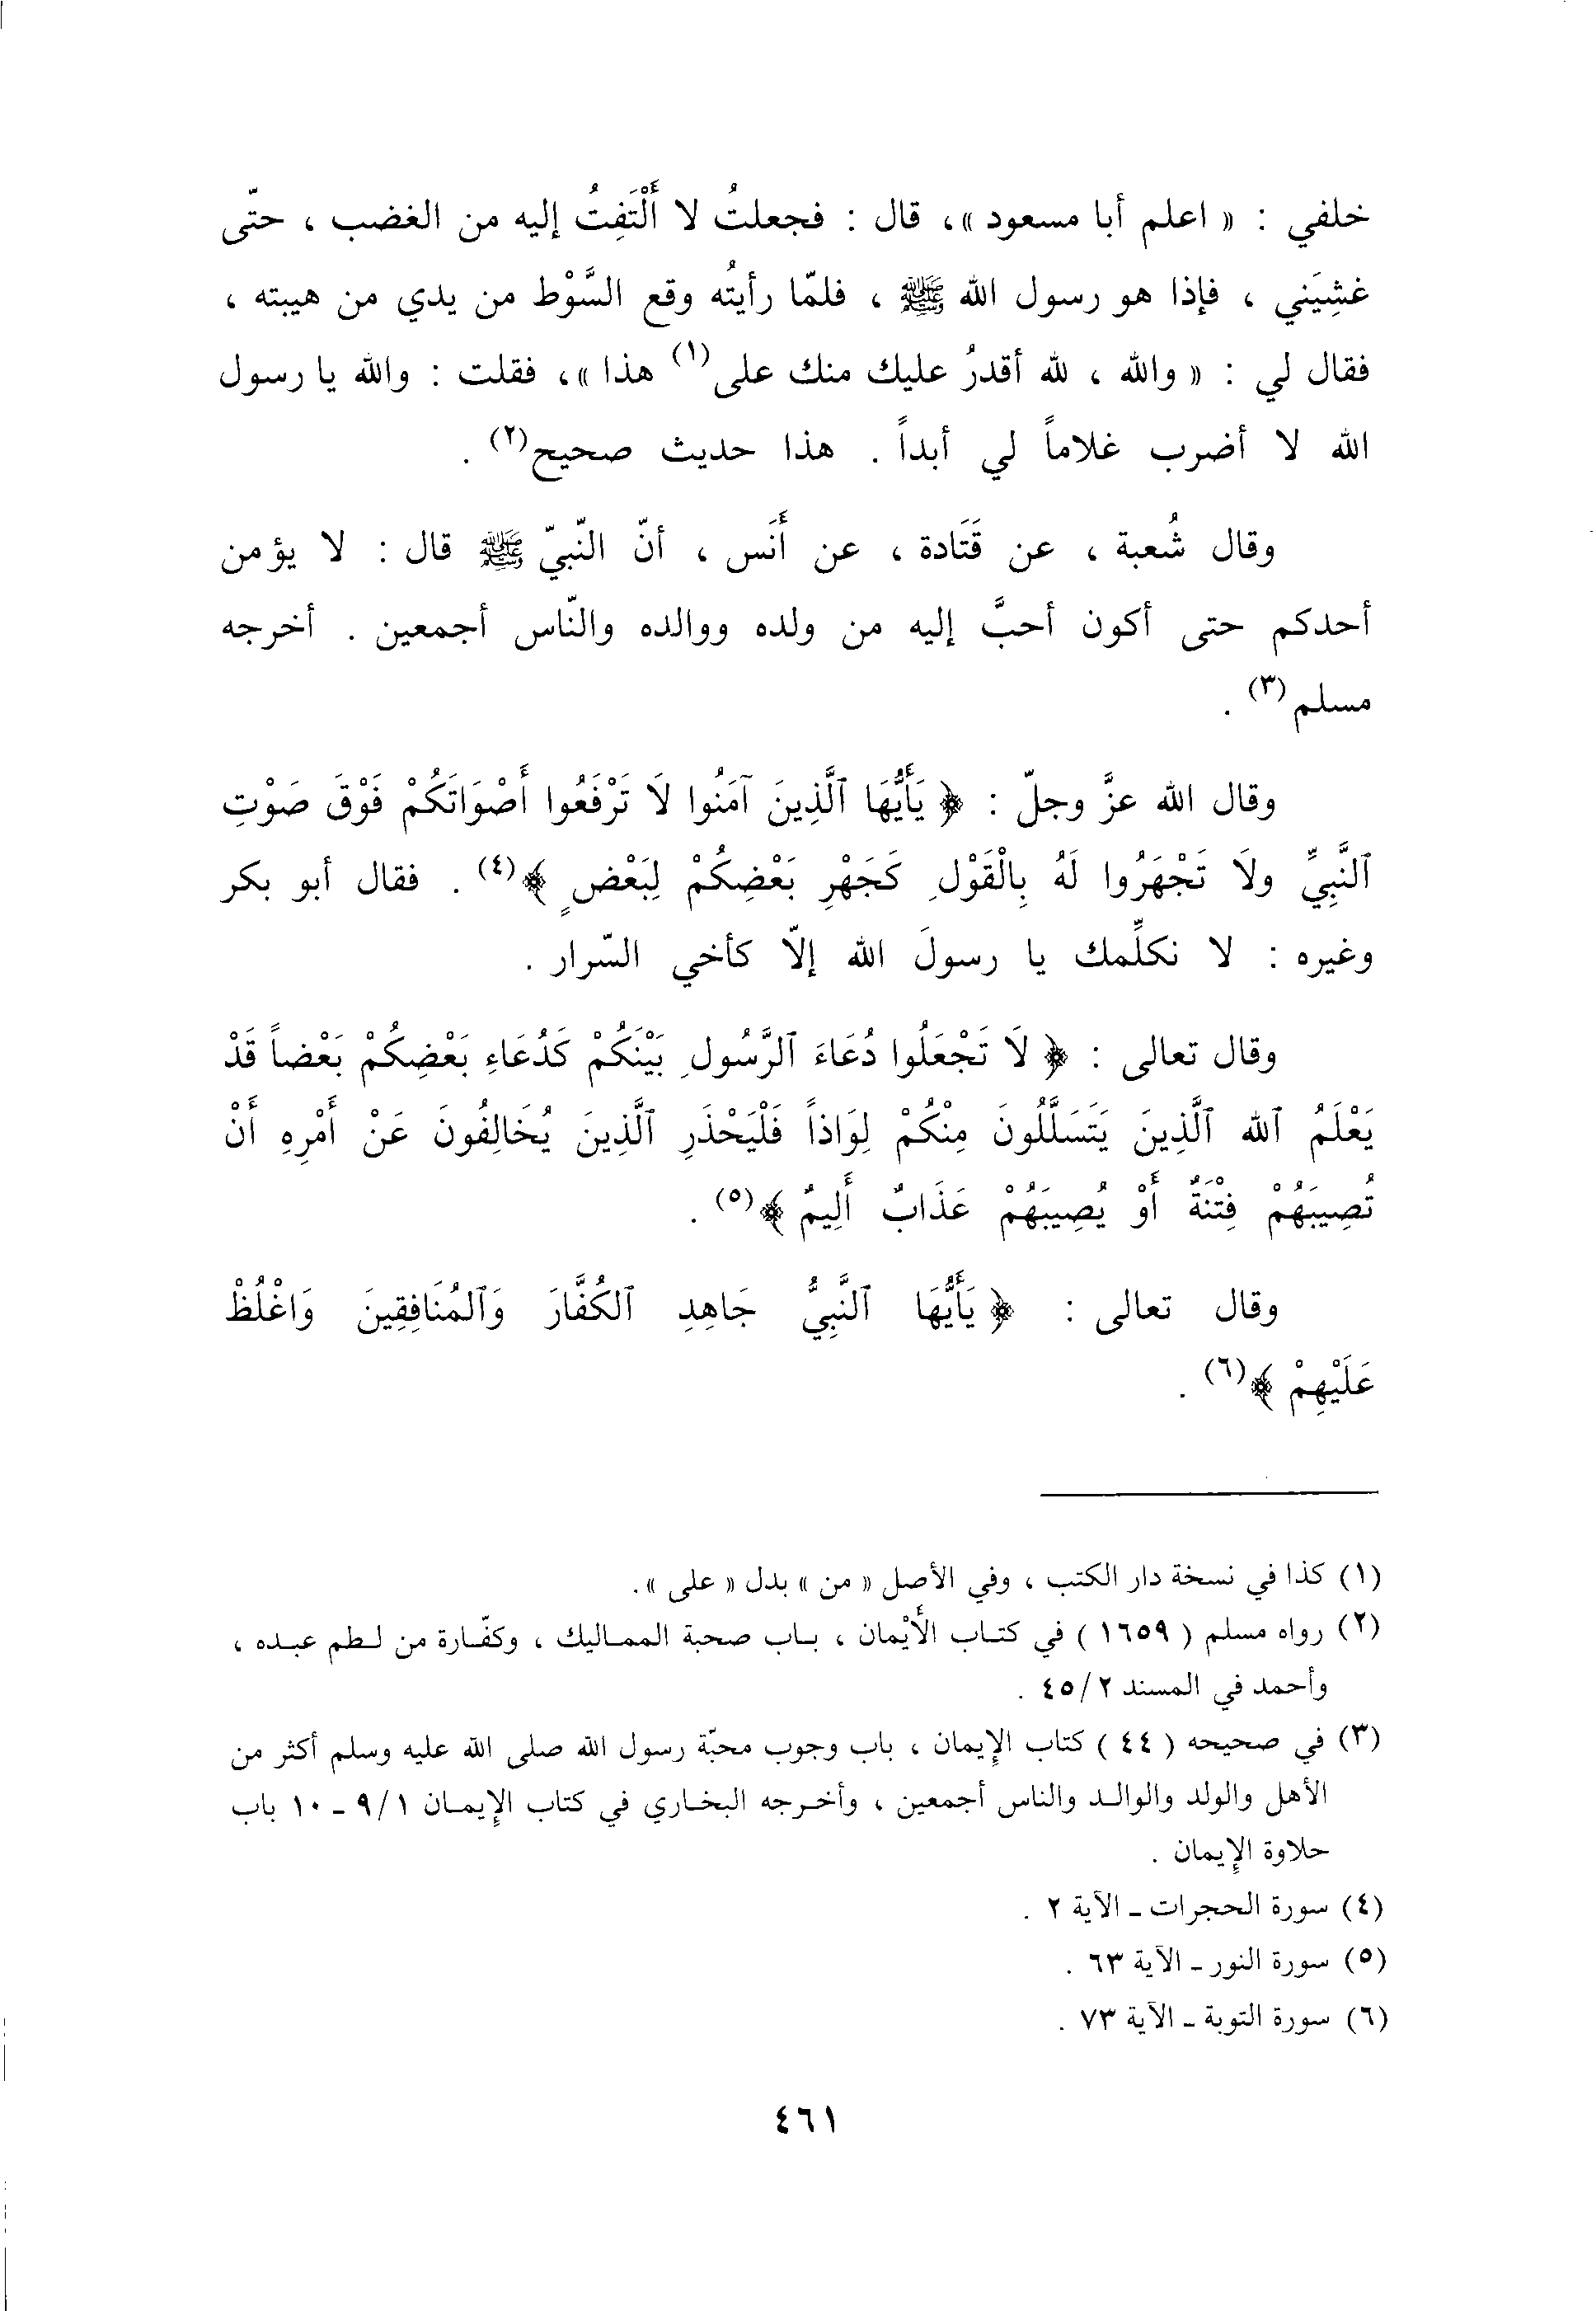 خلفي : « اعلم أبا مسعود »، قال : فجعلتُ لا أَلْتَفِتُ إليه من الغضب ، حتّى
غشِيَني ، فإذا هو رسول الله ﷺ ، فلمّا رأيتُه وقع السَّوْط من يدي من هيبته ،
فقال لي : « والله ، لله أقدرُ عليك منك على(١) هذا »، فقلت : والله يا رسول
الله لا أضرب غلاماً لي أبداً . هذا حديث صحيح(٢) .
وقال شُعبة ، عن قَتَادة ، عن أَنَس ، أنّ النّبيّ ﷺ قال : لا يؤمن
أحدكم حتى أكون أحبَّ إليه من ولده ووالده والنّاس أجمعين . أخرجه
مسلم(٣) .
وقال الله عزَّ وجلّ : ﴿ يَأَيُّهَا ٱلَّذِينَ آمَنُوا لَا تَرْفَعُوا أَصْوَاتَكُمْ فَوْقَ صَوْتِ
ٱلنَّبِيِّ ولَا تَجْهَرُوا لَهُ بِالْقَوْلِ كَجَهْرِ بَعْضِكُمْ لِبَعْضٍ ﴾(٤) . فقال أبو بكر
وغيره : لا نكلِّمك يا رسولَ الله إلّا كأخي السّرار .
وقال تعالى : ﴿ لَا تَجْعَلُوا دُعَاءَ ٱلرَّسُولِ بَيْنَكُمْ كَدُعَاءِ بَعْضِكُمْ بَعْضاً قَدْ
يَعْلَمُ ٱلله ٱلَّذِينَ يَتَسَلَّلُونَ مِنْكُمْ لِوَاذاً فَلْيَحْذَرِ ٱلَّذِينَ يُخَالِفُونَ عَنْ أَمْرِهِ أَنْ
تُصِيبَهُمْ فِتْنَةٌ أَوْ يُصِيبَهُمْ عَذَابٌ أَلِيمٌ ﴾(٥) .
وقال تعالى : ﴿ يَأَيُّهَا ٱلنَّبِيُّ جَاهِدِ ٱلكُفَّارَ وَٱلمُنَافِقِينَ وَاغْلُظْ
عَلَيْهِمْ ﴾(٦) .
(١) كذا في نسخة دار الكتب ، وفي الأصل « من » بدل « على ».
(٢) رواه مسلم ( ١٦٥٩ ) في كتاب الأَيْمان ، باب صحبة المماليك ، وكفّارة من لطم عبده ،
وأحمد في المسند ٤٥/٢ .
(٣) في صحيحه ( ٤٤ ) كتاب الإيمان ، باب وجوب محبّة رسول الله صلى الله عليه وسلم أكثر من
الأهل والولد والوالد والناس أجمعين ، وأخرجه البخاري في كتاب الإيمان ٩/١ ـ ١٠ باب
حلاوة الإيمان .
(٤) سورة الحجرات ـ الآية ٢ .
(٥) سورة النور ـ الآية ٦٣ .
(٦) سورة التوبة ـ الآية ٧٣ .
٤٦١